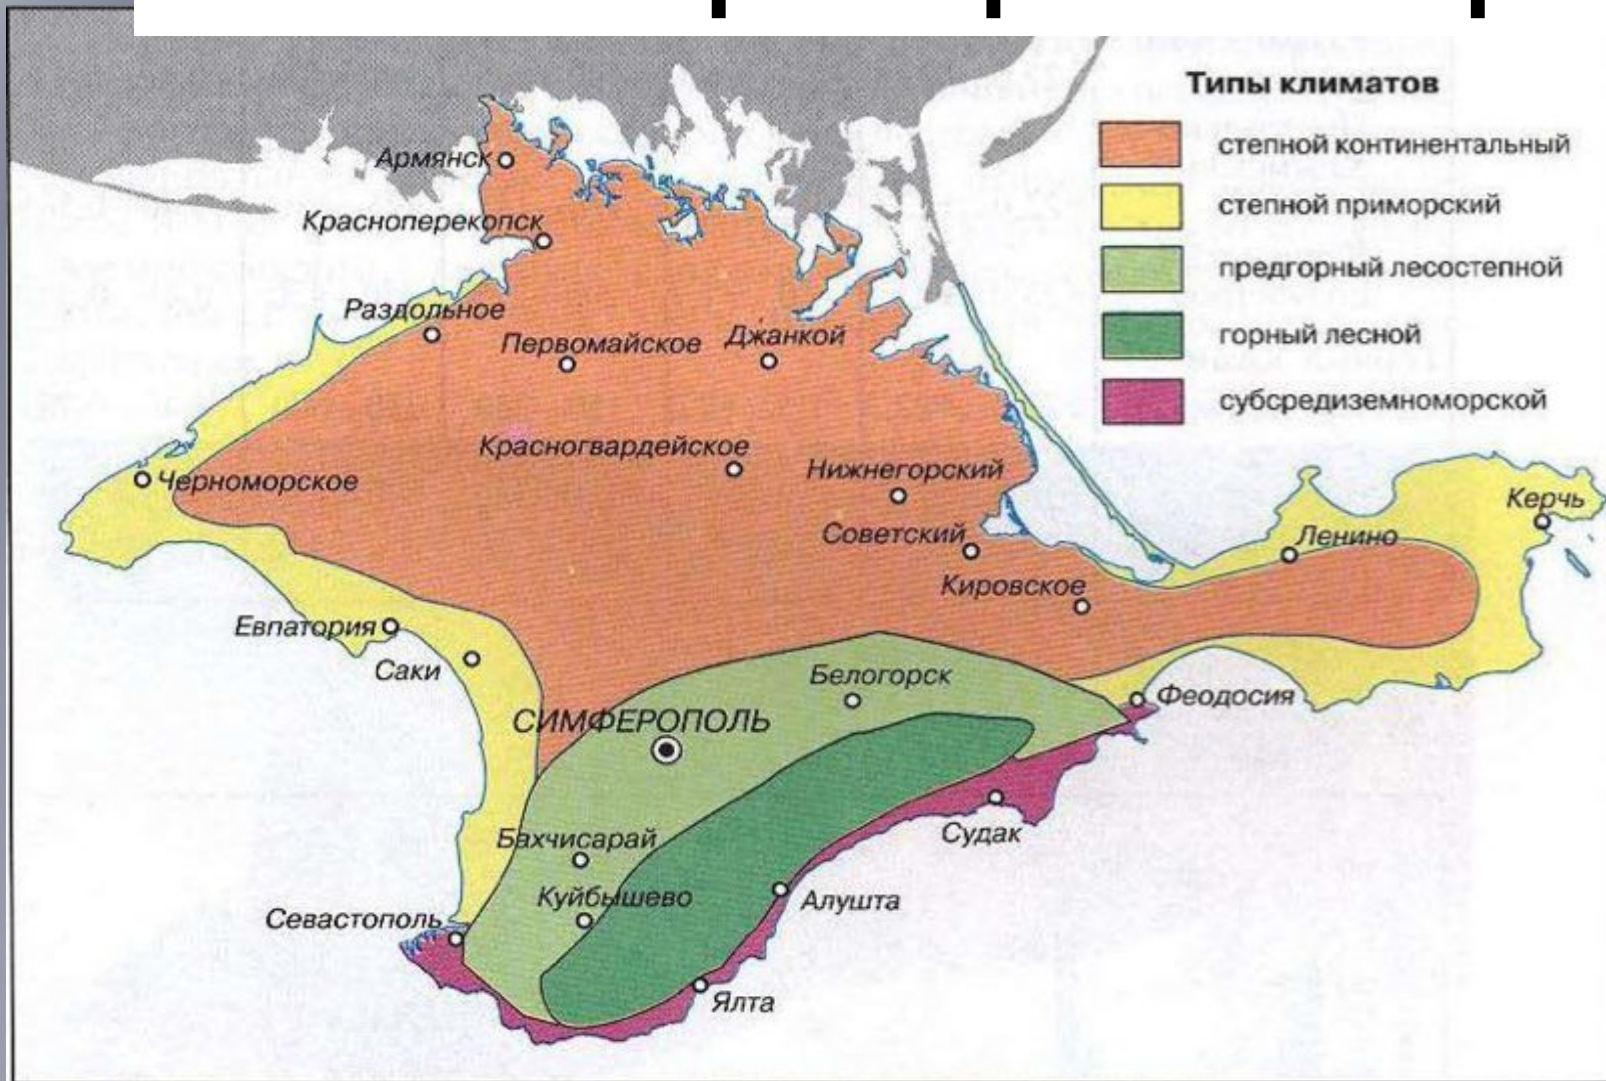 Типы климатов
степной континентальный
степной приморский
предгорный лесостепной
горный лесной
субсредиземноморской
Армянск
Красноперекопск
Раздольное
Первомайское
Джанкой
Красногвардейское
Нижнегорский
Черноморское
Керчь
Советский
Ленино
Кировское
Евпатория
Саки
Белогорск
Феодосия
СИМФЕРОПОЛЬ
Бахчисарай
Судак
Куйбышево
Алушта
Севастополь
Ялта